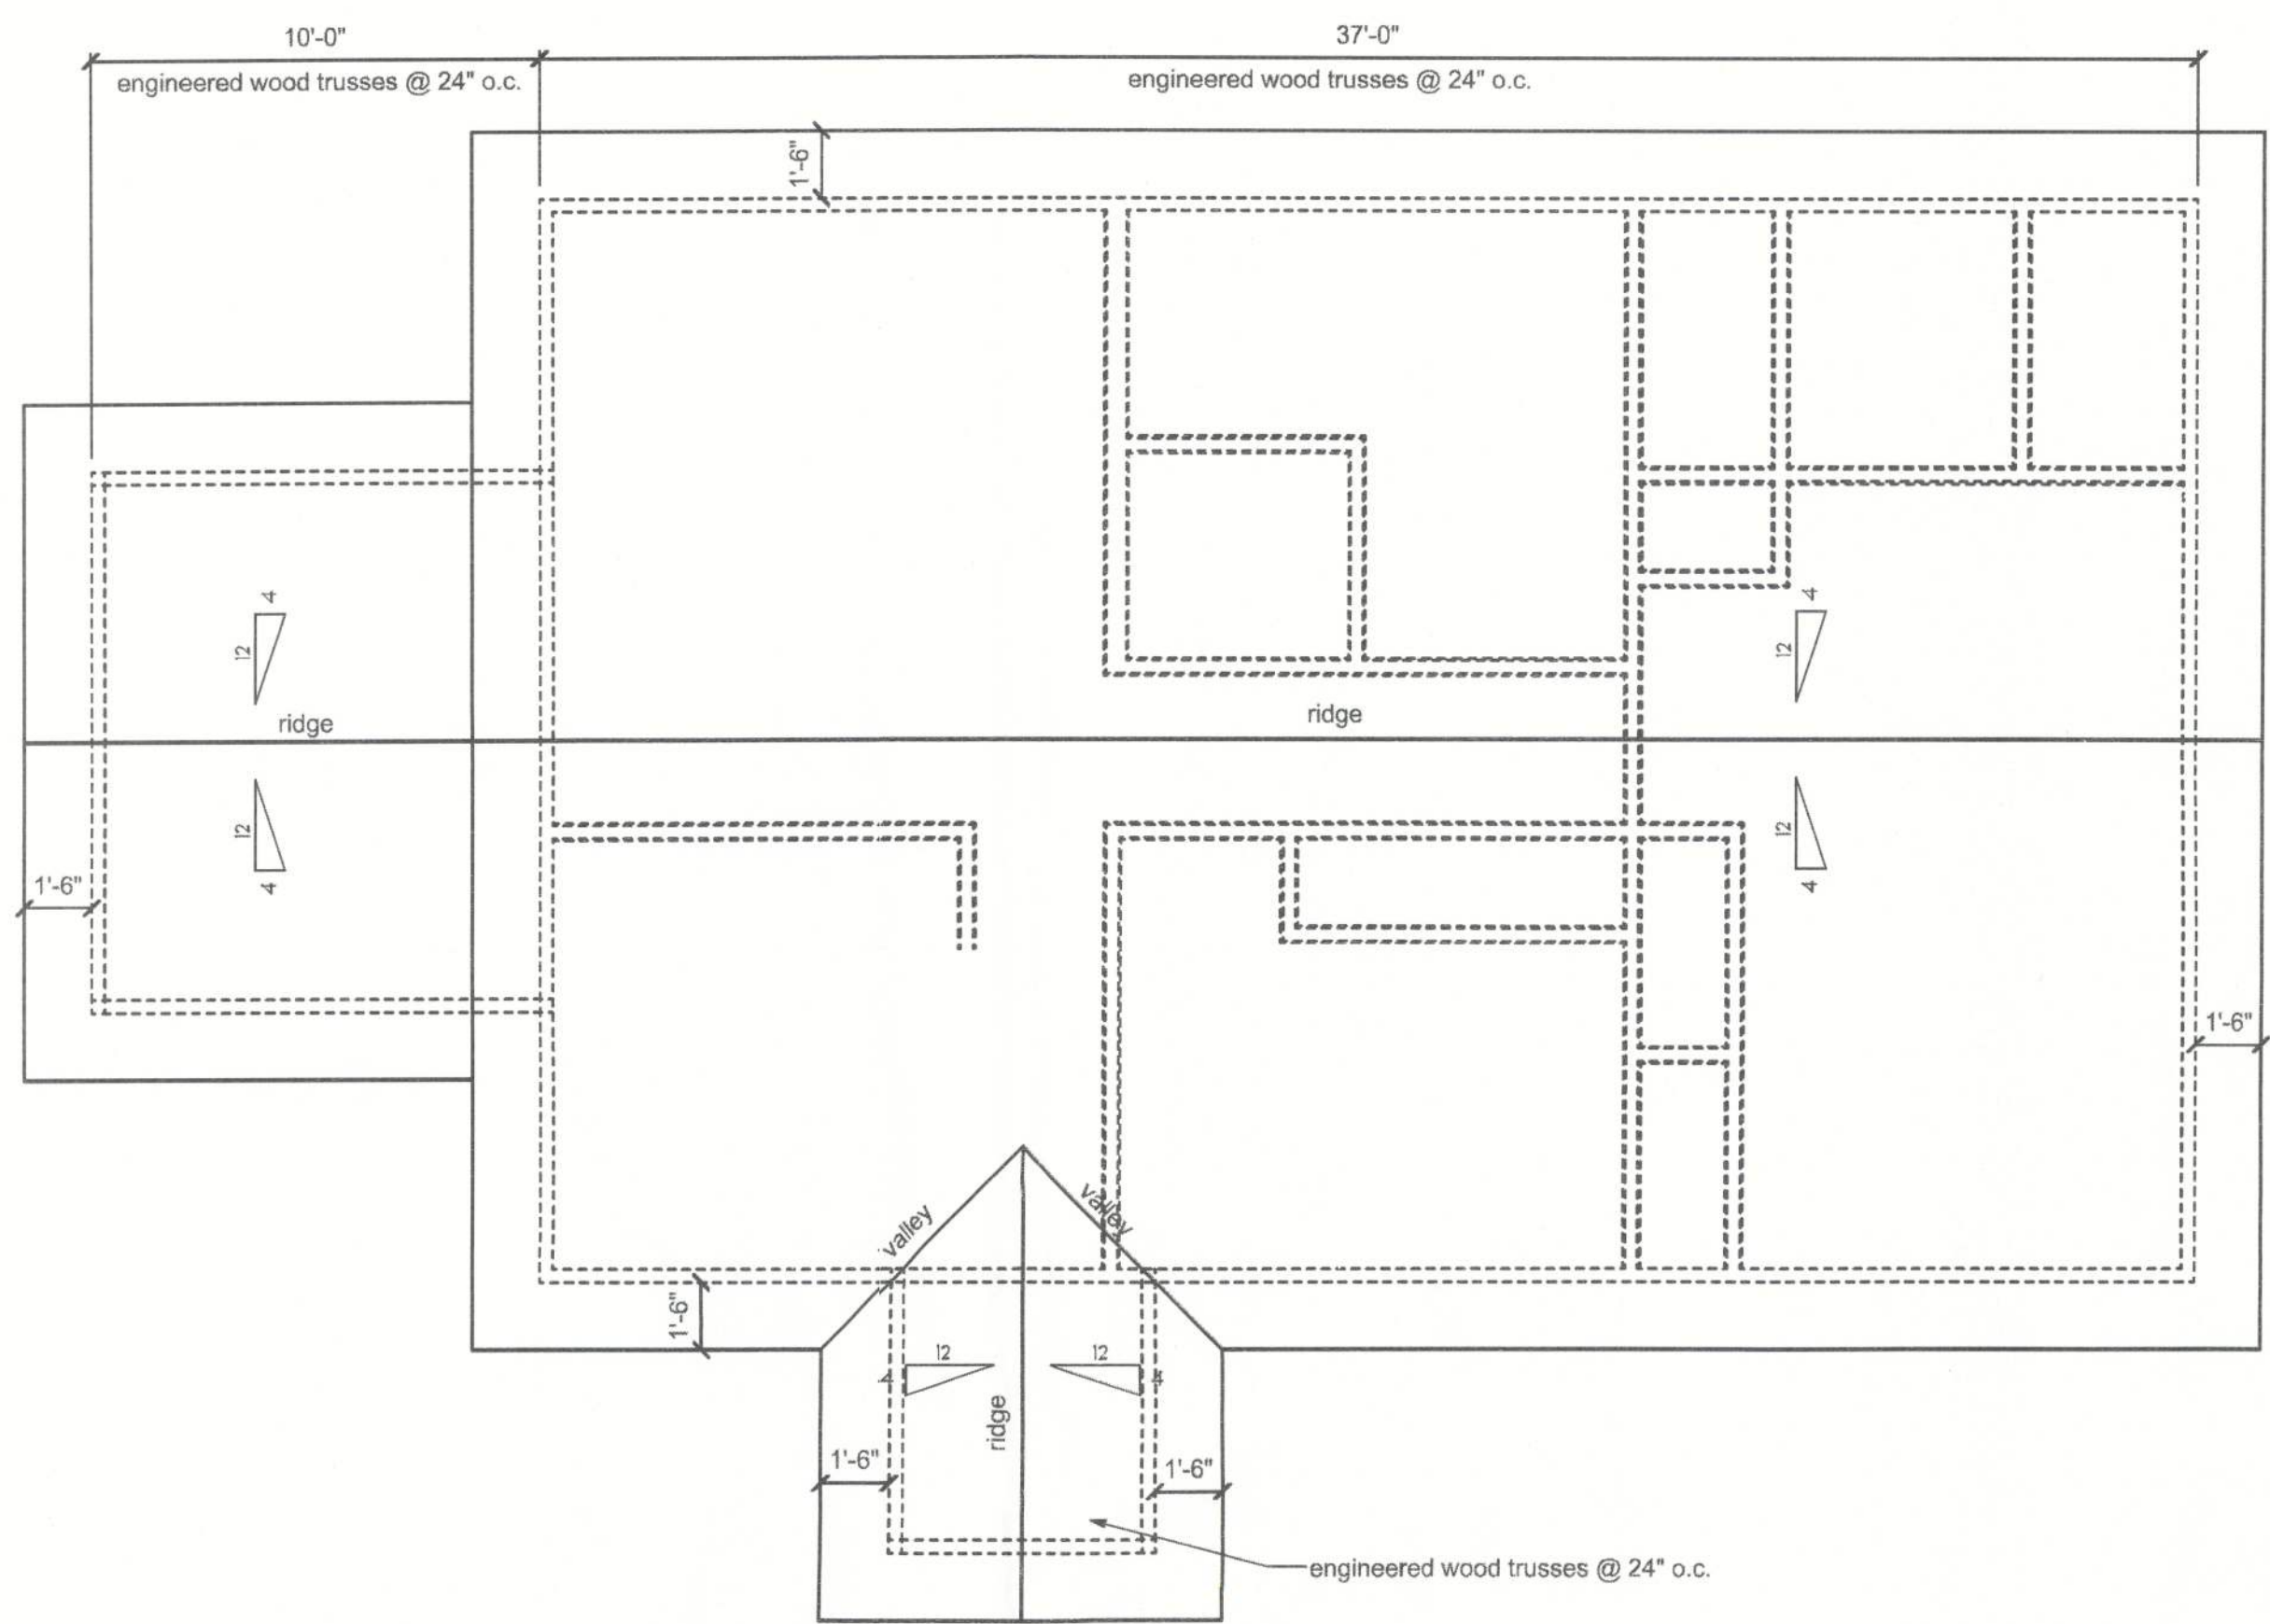 10'-0"
37'-0"
engineered wood trusses @ 24" o.c.
engineered wood trusses @ 24" o.c.
1'-6"
4
12
4
12
ridge
ridge
12
4
12
4
1'-6"
1'-6"
valley
valley
1'-6"
12
12
4
4
ridge
1'-6"
1'-6"
engineered wood trusses @ 24" o.c.